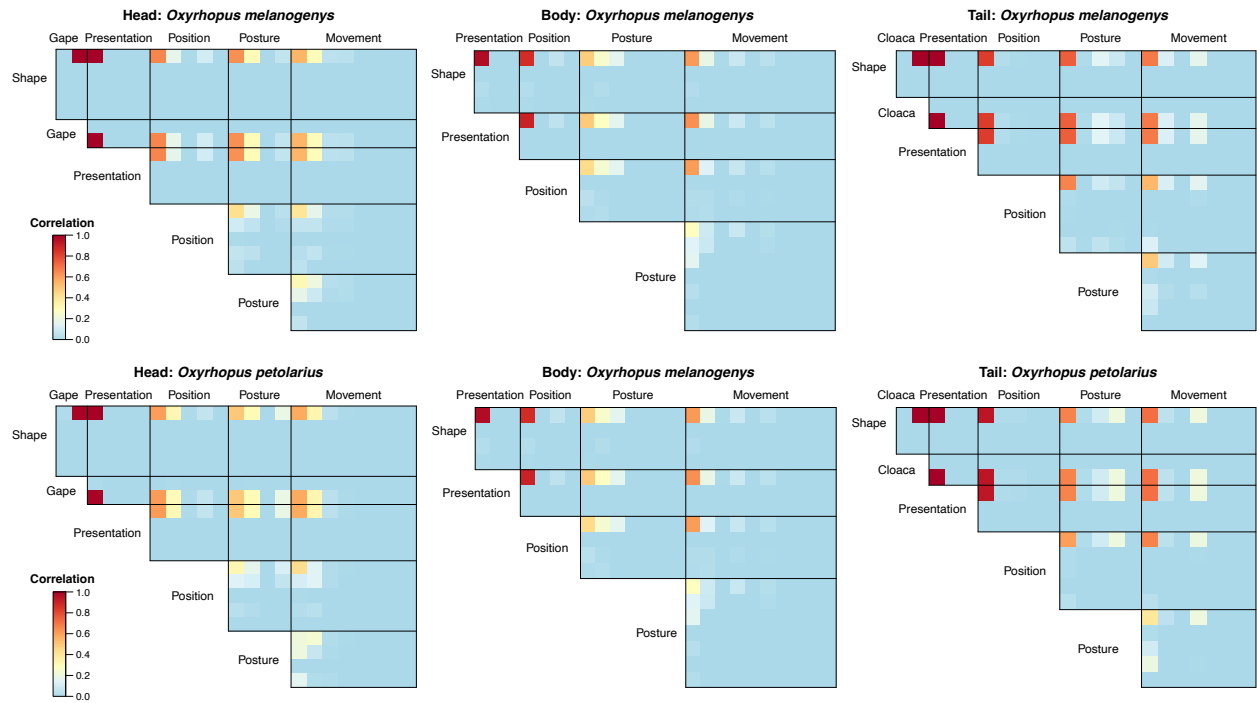 Head: Oxyrhopus melanogenys
Gape Presentation Position Posture Movement
Shape
Gape
Presentation
Position
Posture
Correlation
1.0
0.8
0.6
0.4
0.2
0.0
Body: Oxyrhopus melanogenys
Presentation Position Posture Movement
Shape
Presentation
Position
Posture
Tail: Oxyrhopus melanogenys
Cloaca Presentation Position Posture Movement
Shape
Cloaca
Presentation
Position
Posture
Head: Oxyrhopus petolarius
Gape Presentation Position Posture Movement
Shape
Gape
Presentation
Position
Posture
Correlation
1.0
0.8
0.6
0.4
0.2
0.0
Body: Oxyrhopus melanogenys
Presentation Position Posture Movement
Shape
Presentation
Position
Posture
Tail: Oxyrhopus petolarius
Cloaca Presentation Position Posture Movement
Shape
Cloaca
Presentation
Position
Posture